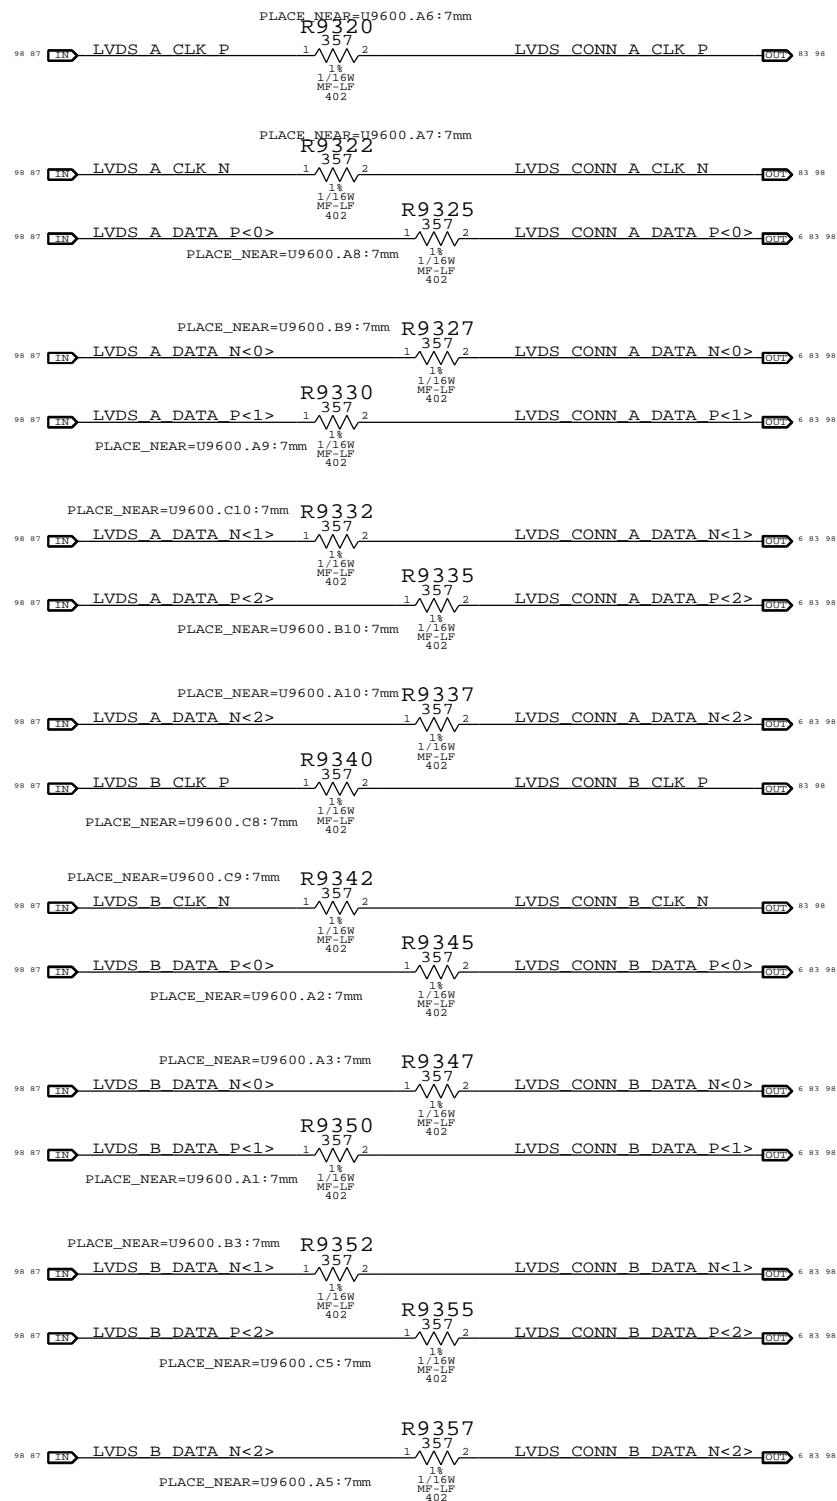 PLACE_NEAR=U9600.A6:7mm
R9320
98 87 IN LVDS_A_CLK_P 1 357 2 LVDS_CONN_A_CLK_P OUT 83 98
1%
1/16W
MF-LF
402
PLACE_NEAR=U9600.A7:7mm
R9322
98 87 IN LVDS_A_CLK_N 1 357 2 LVDS_CONN_A_CLK_N OUT 83 98
1%
1/16W
MF-LF
402
R9325
98 87 IN LVDS_A_DATA_P<0> 1 357 2 LVDS_CONN_A_DATA_P<0> OUT 6 83 98
PLACE_NEAR=U9600.A8:7mm
1%
1/16W
MF-LF
402
PLACE_NEAR=U9600.B9:7mm R9327
98 87 IN LVDS_A_DATA_N<0> 1 357 2 LVDS_CONN_A_DATA_N<0> OUT 6 83 98
1%
1/16W
MF-LF
402
R9330
98 87 IN LVDS_A_DATA_P<1> 1 357 2 LVDS_CONN_A_DATA_P<1> OUT 6 83 98
PLACE_NEAR=U9600.A9:7mm
1%
1/16W
MF-LF
402
PLACE_NEAR=U9600.C10:7mm R9332
98 87 IN LVDS_A_DATA_N<1> 1 357 2 LVDS_CONN_A_DATA_N<1> OUT 6 83 98
1%
1/16W
MF-LF
402
R9335
98 87 IN LVDS_A_DATA_P<2> 1 357 2 LVDS_CONN_A_DATA_P<2> OUT 6 83 98
PLACE_NEAR=U9600.B10:7mm
1%
1/16W
MF-LF
402
PLACE_NEAR=U9600.A10:7mm R9337
98 87 IN LVDS_A_DATA_N<2> 1 357 2 LVDS_CONN_A_DATA_N<2> OUT 6 83 98
1%
1/16W
MF-LF
402
R9340
98 87 IN LVDS_B_CLK_P 1 357 2 LVDS_CONN_B_CLK_P OUT 83 98
PLACE_NEAR=U9600.C8:7mm
1%
1/16W
MF-LF
402
PLACE_NEAR=U9600.C9:7mm R9342
98 87 IN LVDS_B_CLK_N 1 357 2 LVDS_CONN_B_CLK_N OUT 83 98
1%
1/16W
MF-LF
402
R9345
98 87 IN LVDS_B_DATA_P<0> 1 357 2 LVDS_CONN_B_DATA_P<0> OUT 6 83 98
PLACE_NEAR=U9600.A2:7mm
1%
1/16W
MF-LF
402
PLACE_NEAR=U9600.A3:7mm R9347
98 87 IN LVDS_B_DATA_N<0> 1 357 2 LVDS_CONN_B_DATA_N<0> OUT 6 83 98
1%
1/16W
MF-LF
402
R9350
98 87 IN LVDS_B_DATA_P<1> 1 357 2 LVDS_CONN_B_DATA_P<1> OUT 6 83 98
PLACE_NEAR=U9600.A1:7mm
1%
1/16W
MF-LF
402
PLACE_NEAR=U9600.B3:7mm R9352
98 87 IN LVDS_B_DATA_N<1> 1 357 2 LVDS_CONN_B_DATA_N<1> OUT 6 83 98
1%
1/16W
MF-LF
402
R9355
98 87 IN LVDS_B_DATA_P<2> 1 357 2 LVDS_CONN_B_DATA_P<2> OUT 6 83 98
PLACE_NEAR=U9600.C5:7mm
1%
1/16W
MF-LF
402
R9357
98 87 IN LVDS_B_DATA_N<2> 1 357 2 LVDS_CONN_B_DATA_N<2> OUT 6 83 98
PLACE_NEAR=U9600.A5:7mm
1%
1/16W
MF-LF
402